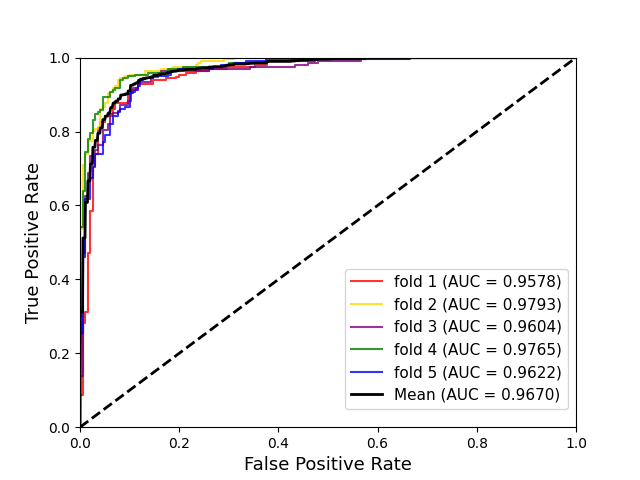 1.0
0.8
0.6
0.4
0.2
0.0
True Positive Rate
fold 1 (AUC = 0.9578)
fold 2 (AUC = 0.9793)
fold 3 (AUC = 0.9604)
fold 4 (AUC = 0.9765)
fold 5 (AUC = 0.9622)
Mean (AUC = 0.9670)
0.0 0.2 0.4 0.6 0.8 1.0
False Positive Rate